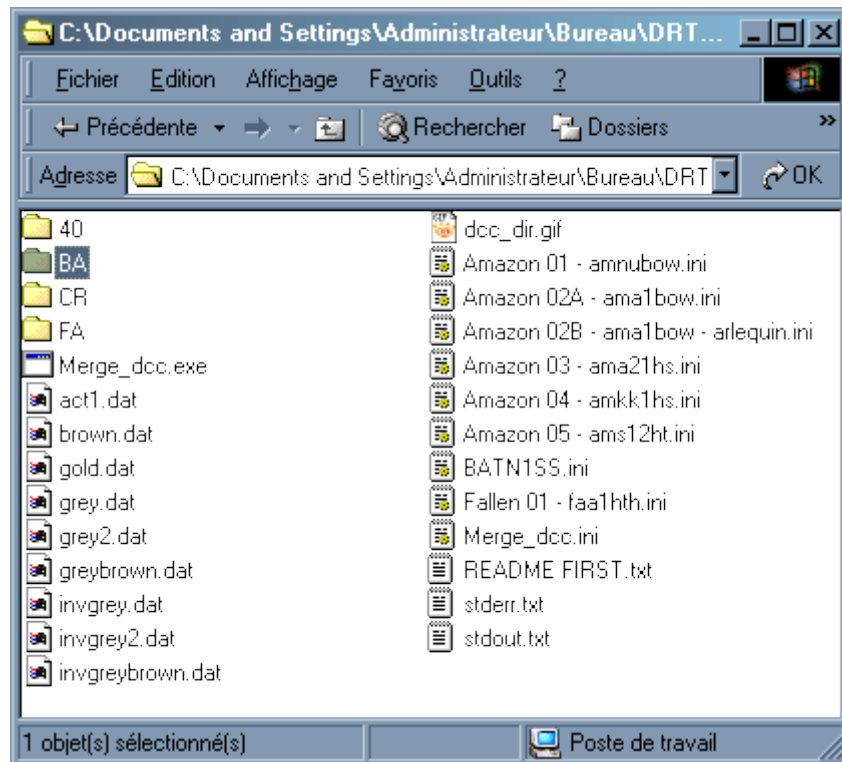 C:\Documents and Settings\Administrateur\Bureau\DRT...
Fichier Edition Affichage Favoris Outils ?
Précédente Rechercher Dossiers »
Adresse C:\Documents and Settings\Administrateur\Bureau\DRT OK
40
BA
CR
FA
Merge_dcc.exe
act1.dat
brown.dat
gold.dat
grey.dat
grey2.dat
greybrown.dat
invgrey.dat
invgrey2.dat
invgreybrown.dat
dcc_dir.gif
Amazon 01 - amnubow.ini
Amazon 02A - ama1bow.ini
Amazon 02B - ama1bow - arlequin.ini
Amazon 03 - ama21hs.ini
Amazon 04 - amkk1hs.ini
Amazon 05 - ams12ht.ini
BATN1SS.ini
Fallen 01 - faa1hth.ini
Merge_dcc.ini
README FIRST.txt
stderr.txt
stdout.txt
1 objet(s) sélectionné(s) Poste de travail